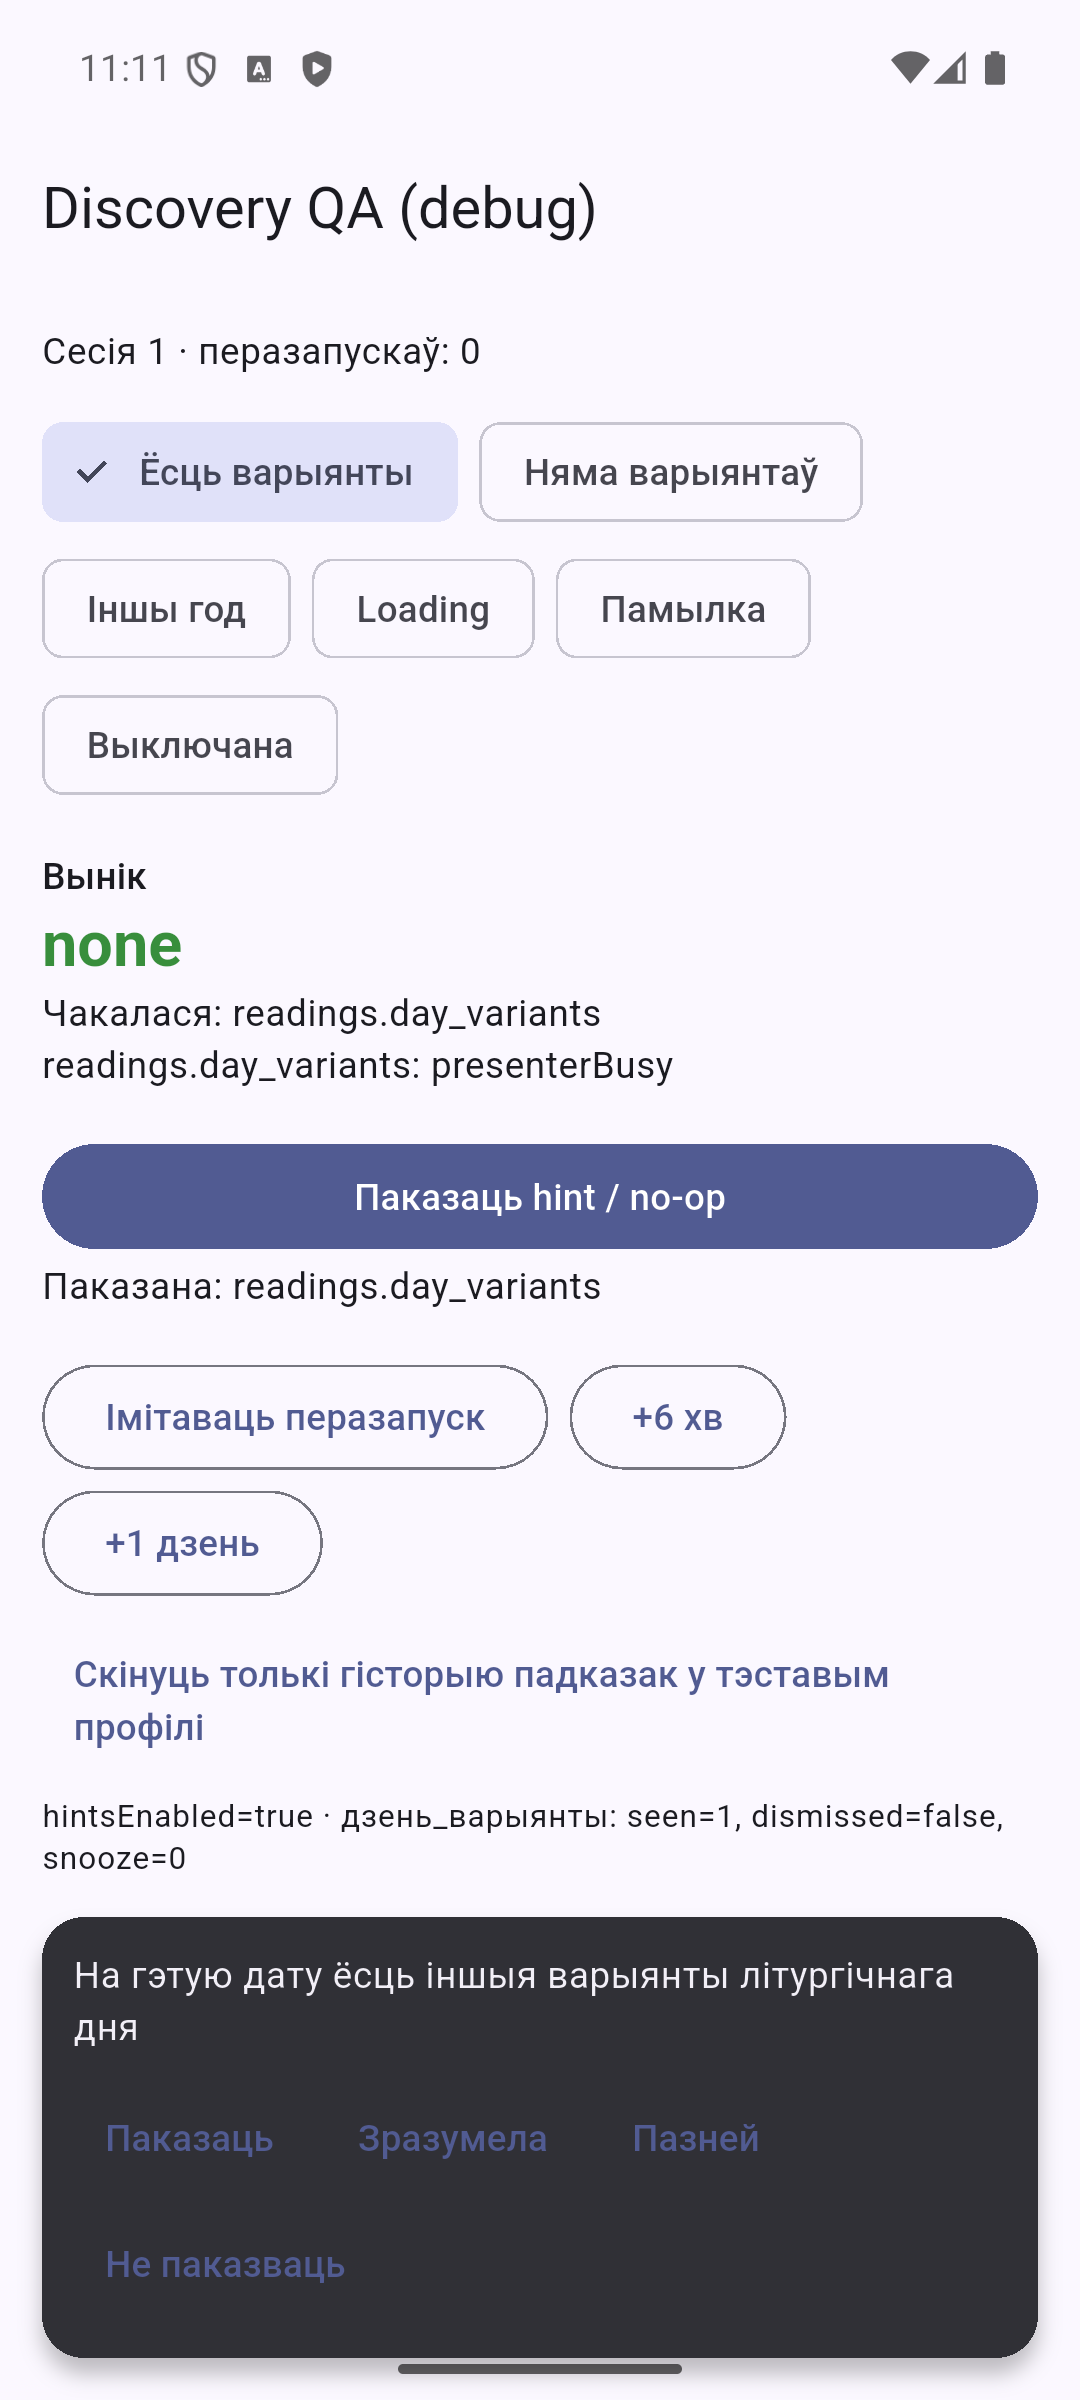 11:11
Discovery QA (debug)
Сесія 1 · перазапускаў: 0
Ёсць варыянты
Няма варыянтаў
Іншы год
Loading
Памылка
Выключана
Вынік
none
Чакалася: readings.day_variants
readings.day_variants: presenterBusy
Паказаць hint / no-op
Паказана: readings.day_variants
Імітаваць перазапуск
+6 хв
+1 дзень
Скінуць толькі гісторыю падказак у тэставым
профілі
hintsEnabled=true · дзень_варыянты: seen=1, dismissed=false,
snooze=0
На гэтую дату ёсць іншыя варыянты літургічнага
дня
Паказаць
Зразумела
Пазней
Не паказваць